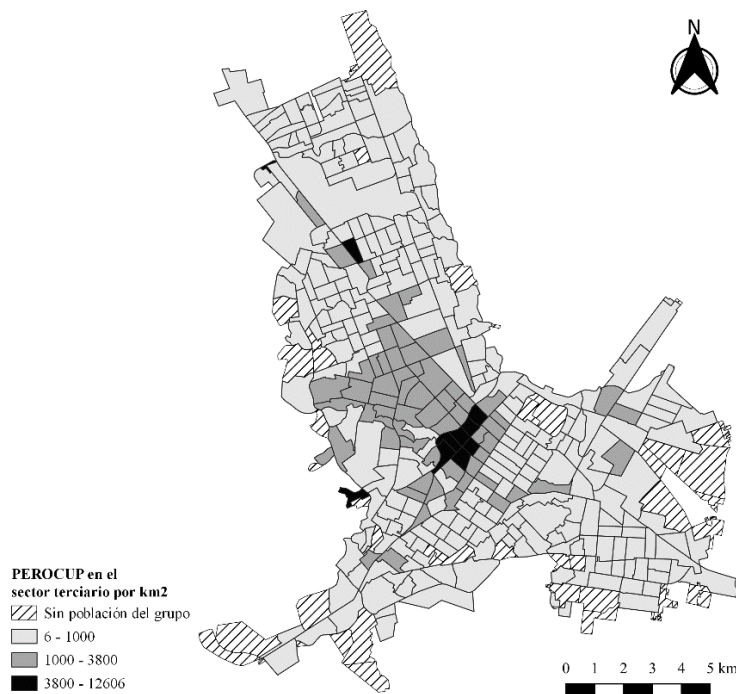 N
PEROCUP en el
sector terciario por km2
Sin población del grupo
6 - 1000
1000 - 3800
3800 - 12606
0 1 2 3 4 5 km